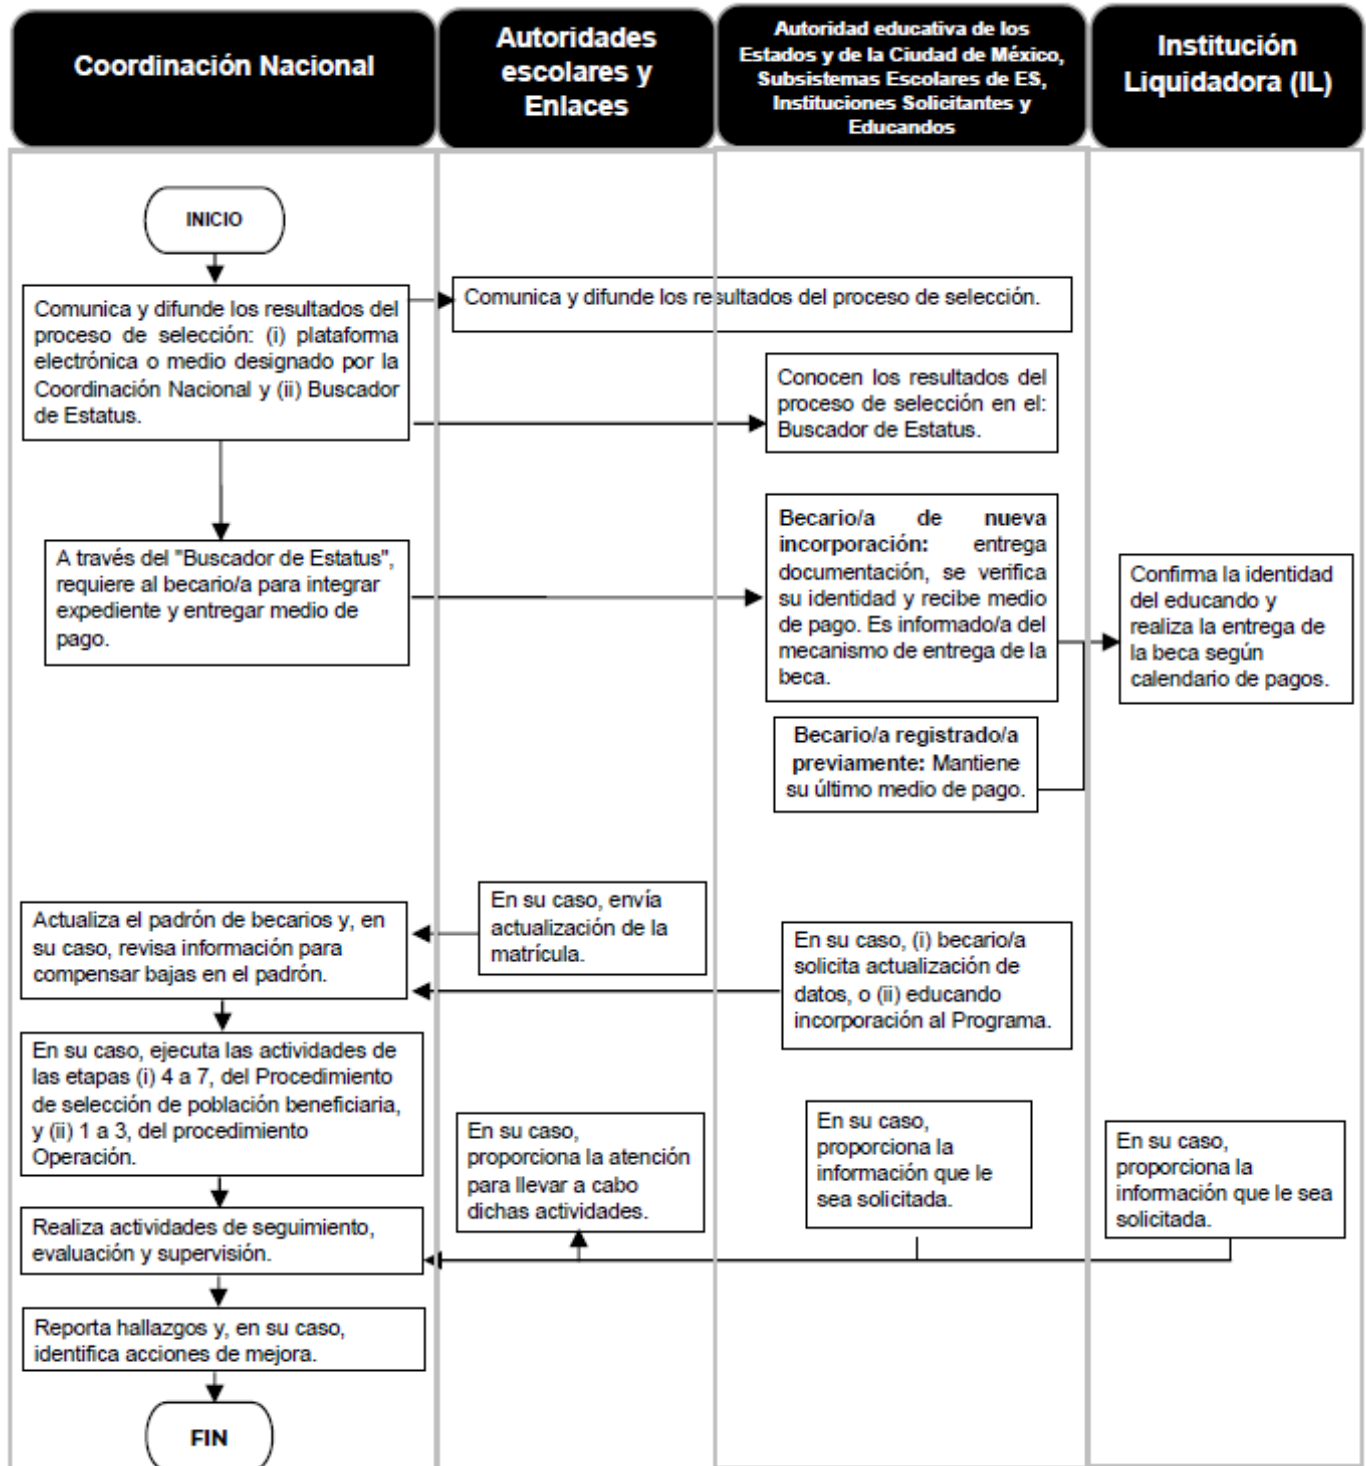 Coordinación Nacional
Autoridades
escolares y
Enlaces
Autoridad educativa de los
Estados y de la Ciudad de México,
Subsistemas Escolares de ES,
Instituciones Solicitantes y
Educandos
Institución
Liquidadora (IL)
INICIO
Comunica y difunde los resultados del
proceso de selección: (i) plataforma
electrónica o medio designado por la
Coordinación Nacional y (ii) Buscador
de Estatus.
Comunica y difunde los resultados del proceso de selección.
Conocen los resultados del
proceso de selección en el:
Buscador de Estatus.
A través del "Buscador de Estatus",
requiere al becario/a para integrar
expediente y entregar medio de
pago.
Becario/a de nueva
incorporación: entrega
documentación, se verifica
su identidad y recibe medio
de pago. Es informado/a del
mecanismo de entrega de la
beca.
Confirma la identidad
del educando y
realiza la entrega de
la beca según
calendario de pagos.
Becario/a registrado/a
previamente: Mantiene
su último medio de pago.
Actualiza el padrón de becarios y, en
su caso, revisa información para
compensar bajas en el padrón.
En su caso, envía
actualización de la
matrícula.
En su caso, (i) becario/a
solicita actualización de
datos, o (ii) educando
incorporación al Programa.
En su caso, ejecuta las actividades de
las etapas (i) 4 a 7, del Procedimiento
de selección de población beneficiaria,
y (ii) 1 a 3, del procedimiento
Operación.
En su caso,
proporciona la atención
para llevar a cabo
dichas actividades.
En su caso,
proporciona la
información que le
sea solicitada.
En su caso,
proporciona la
información que le sea
solicitada.
Realiza actividades de seguimiento,
evaluación y supervisión.
Reporta hallazgos y, en su caso,
identifica acciones de mejora.
FIN